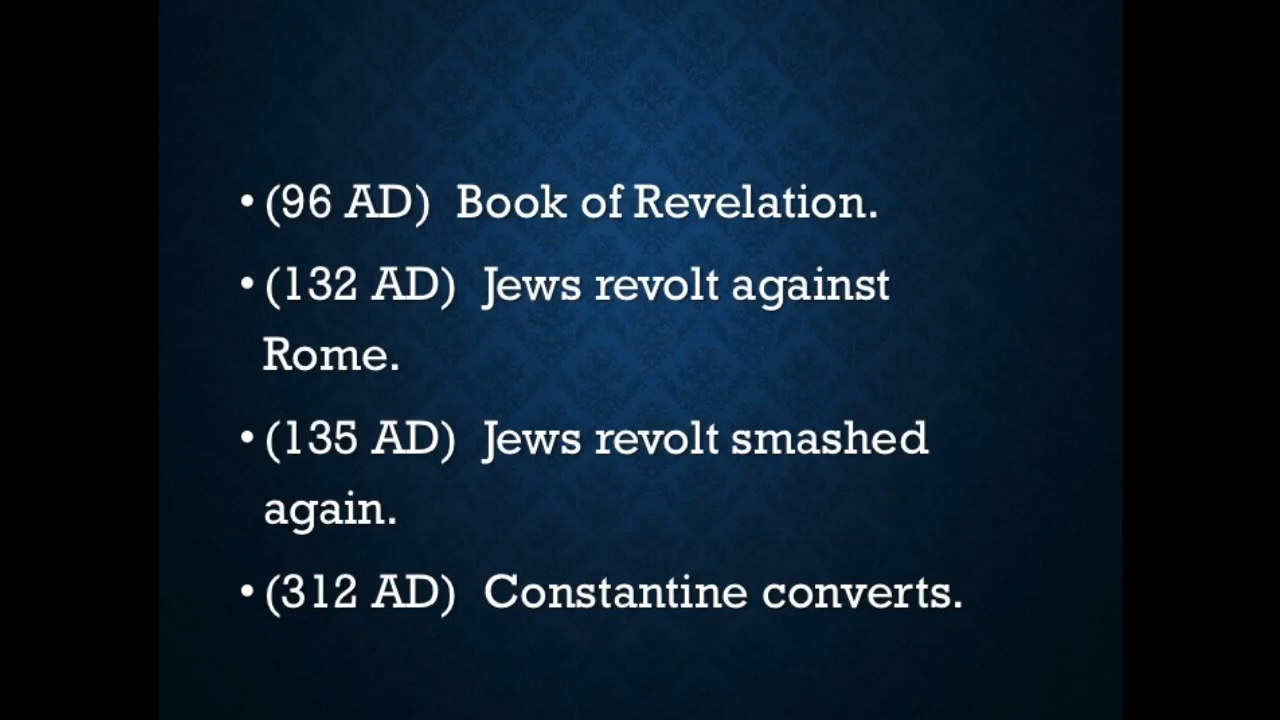 • (96 AD) Book of Revelation.
• (132 AD) Jews revolt against
Rome.
• (135 AD) Jews revolt smashed
again.
• (312 AD) Constantine converts.